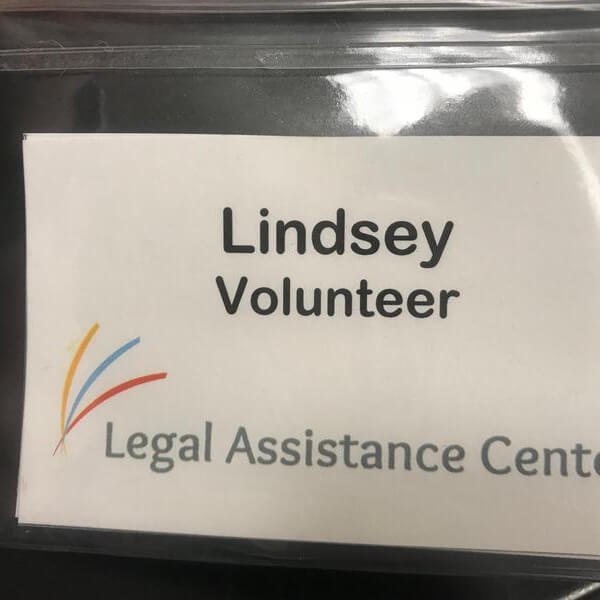 Lindsey
Volunteer
Legal Assistance Cente